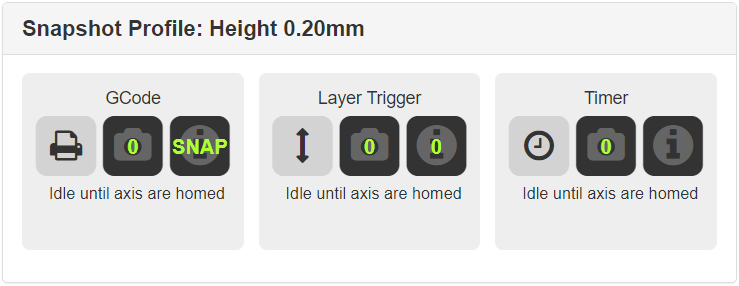 Snapshot Profile: Height 0.20mm
GCode
0
SNAP
Idle until axis are homed
Layer Trigger
0
0
Idle until axis are homed
Timer
0
Idle until axis are homed